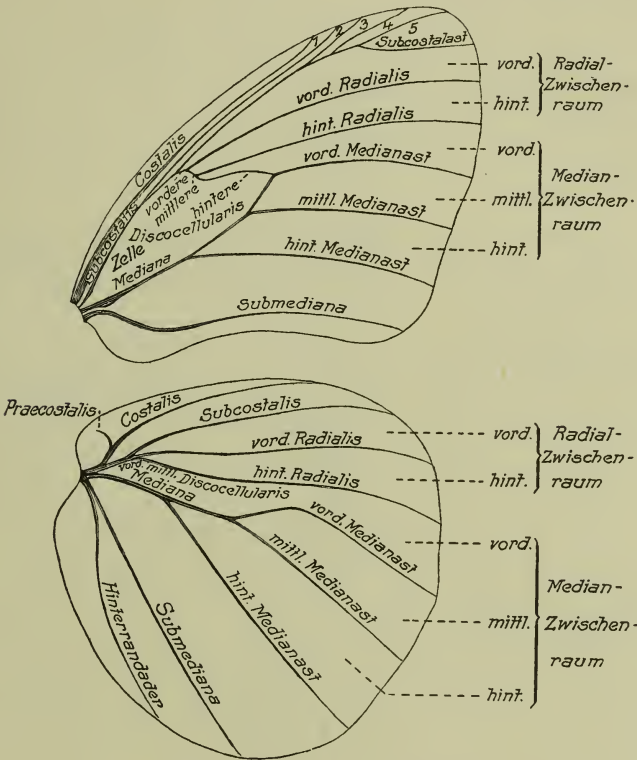 1 2 3 4 5
Subcostalast
vord. Radialis
hint. Radialis
vord. Medianast
mittl. Medianast
hint. Medianast
Costalis
Subcostalis
vordere
mittlere
hintere
Discocellularis
Zelle
Mediana
Submediana
vord.
hint.
Radial-
Zwischen-
raum
vord.
mittl.
hint.
Median-
Zwischen-
raum
Praecostalis
Costalis
Subcostalis
vord. Radialis
hint. Radialis
vord. mittl. Discocellularis
Mediana
vord. Medianast
mittl. Medianast
hint. Medianast
Submediana
Hinterrandader
vord.
hint.
Radial-
Zwischen-
raum
vord.
mittl.
hint.
Median-
Zwischen-
raum